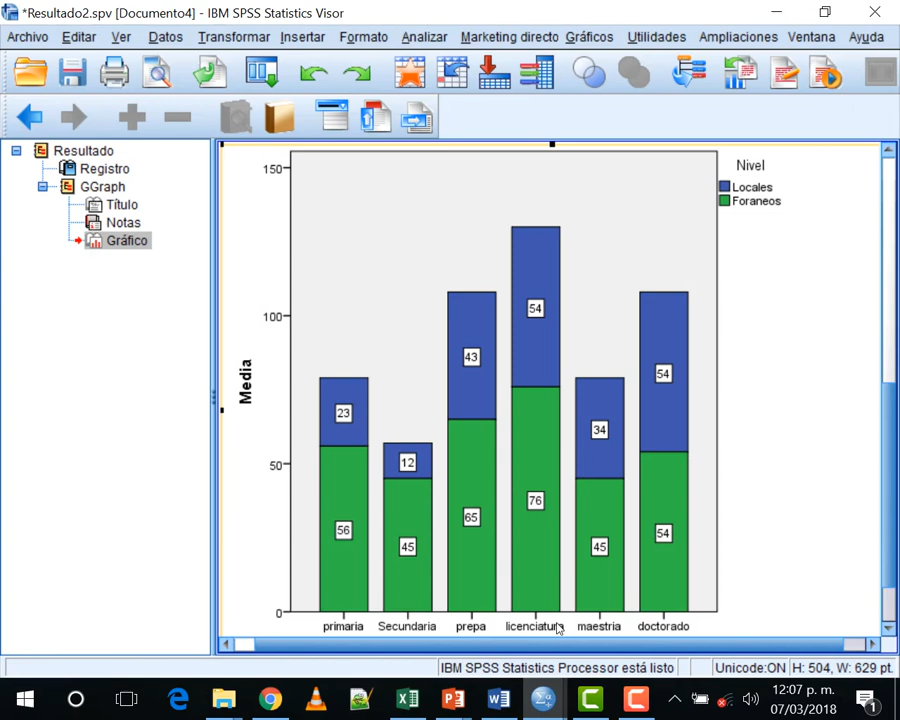 *Resultado2.spv [Documento4] - IBM SPSS Statistics Visor
Archivo Editar Ver Datos Transformar Insertar Formato Analizar Marketing directo Gráficos Utilidades Ampliaciones Ventana Ayuda
Resultado
Registro
GGraph
Título
Notas
Gráfico
Nivel
Locales
Foraneos
Media
150
100
50
0
23 12 43 54 34 54
56 45 65 76 45 54
primaria Secundaria prepa licenciatura maestria doctorado
IBM SPSS Statistics Processor está listo Unicode:ON H: 504, W: 629 pt.
12:07 p. m.
07/03/2018
1